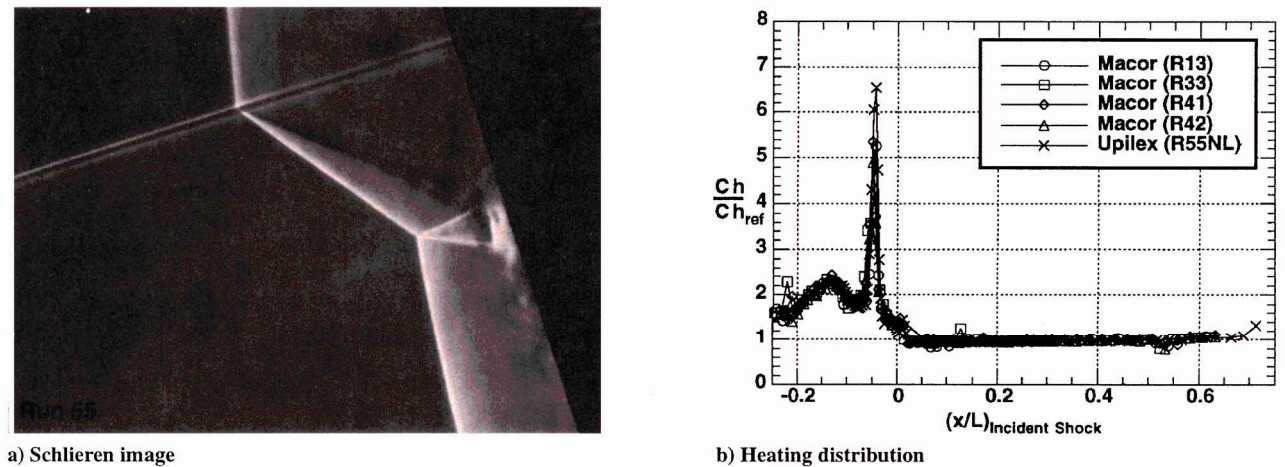 Run 55
a) Schlieren image
8
7
6
5
4
3
2
1
0
Ch
Ch_ref
Macor (R13)
Macor (R33)
Macor (R41)
Macor (R42)
Upilex (R55NL)
-0.2 0 0.2 0.4 0.6
(x/L)Incident Shock
b) Heating distribution